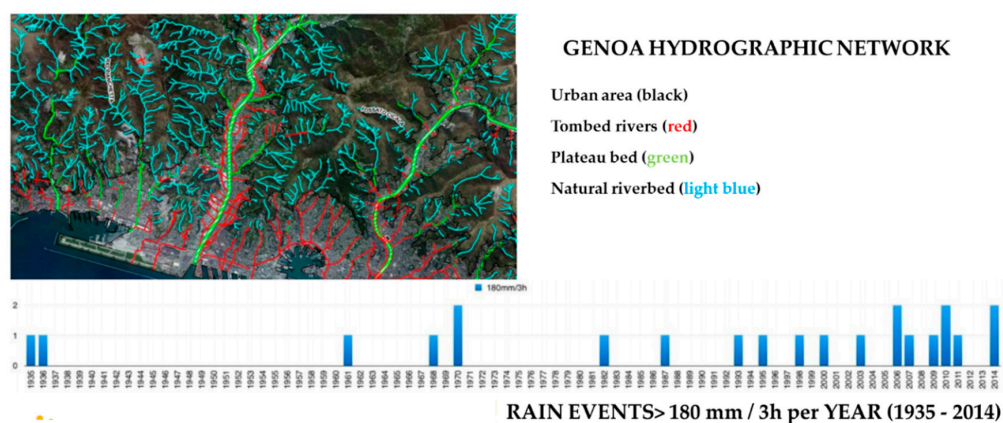 GENOA HYDROGRAPHIC NETWORK
Urban area (black)
Tombed rivers (red)
Plateau bed (green)
Natural riverbed (light blue)
180mm/3h
2
1
0
1935 1936 1937 1938 1939 1940 1941 1942 1943 1944 1945 1946 1947 1948 1949 1950 1951 1952 1953 1954 1955 1956 1957 1958 1959 1960 1961 1962 1963 1964 1965 1966 1967 1968 1969 1970 1971 1972 1973 1974 1975 1976 1977 1978 1979 1980 1981 1982 1983 1984 1985 1986 1987 1988 1989 1990 1991 1992 1993 1994 1995 1996 1997 1998 1999 2000 2001 2002 2003 2004 2005 2006 2007 2008 2009 2010 2011 2012 2013 2014
RAIN EVENTS> 180 mm / 3h per YEAR (1935 - 2014)